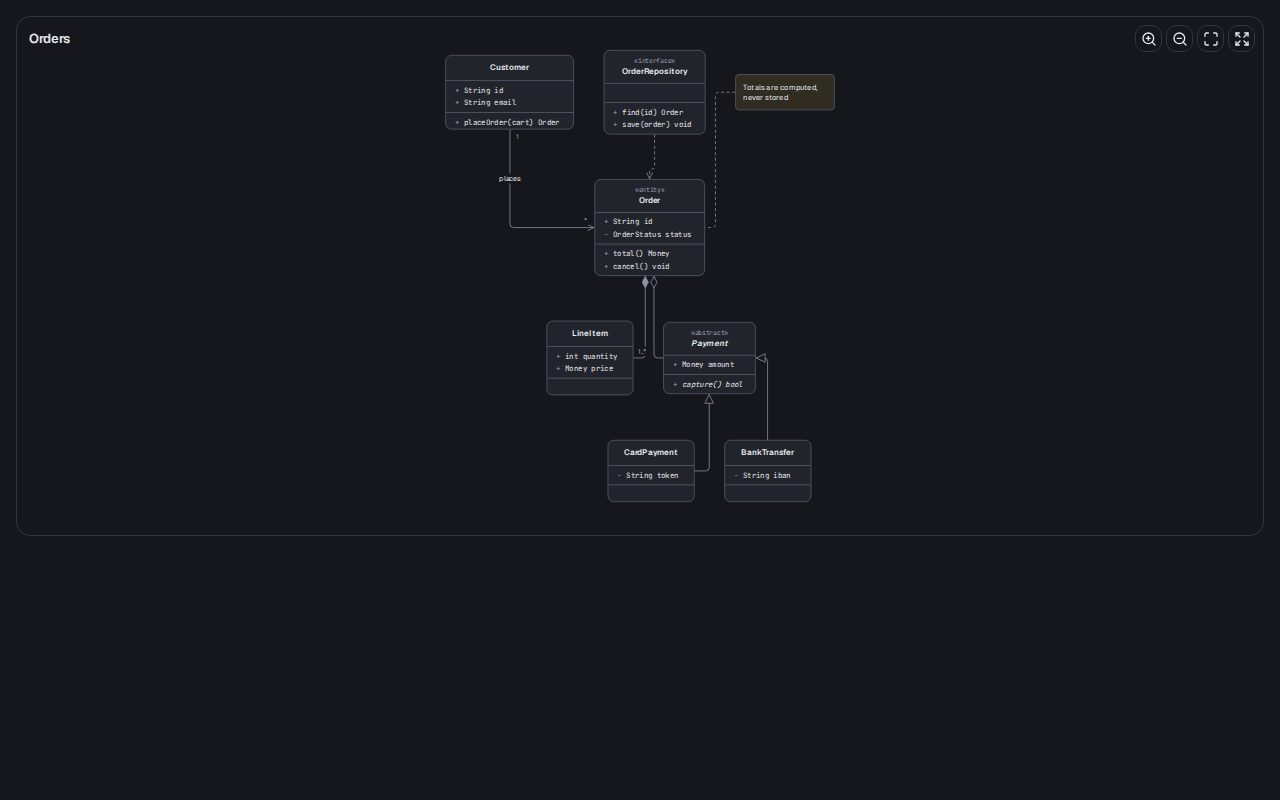 Orders
Customer
+ String id
+ String email
+ placeOrder(cart) Order
«interface»
OrderRepository
+ find(id) Order
+ save(order) void
Totals are computed,
never stored
1
places
*
«entity»
Order
+ String id
- OrderStatus status
+ total() Money
+ cancel() void
LineItem
+ int quantity
+ Money price
1..*
«abstract»
Payment
+ Money amount
+ capture() bool
CardPayment
- String token
BankTransfer
- String iban